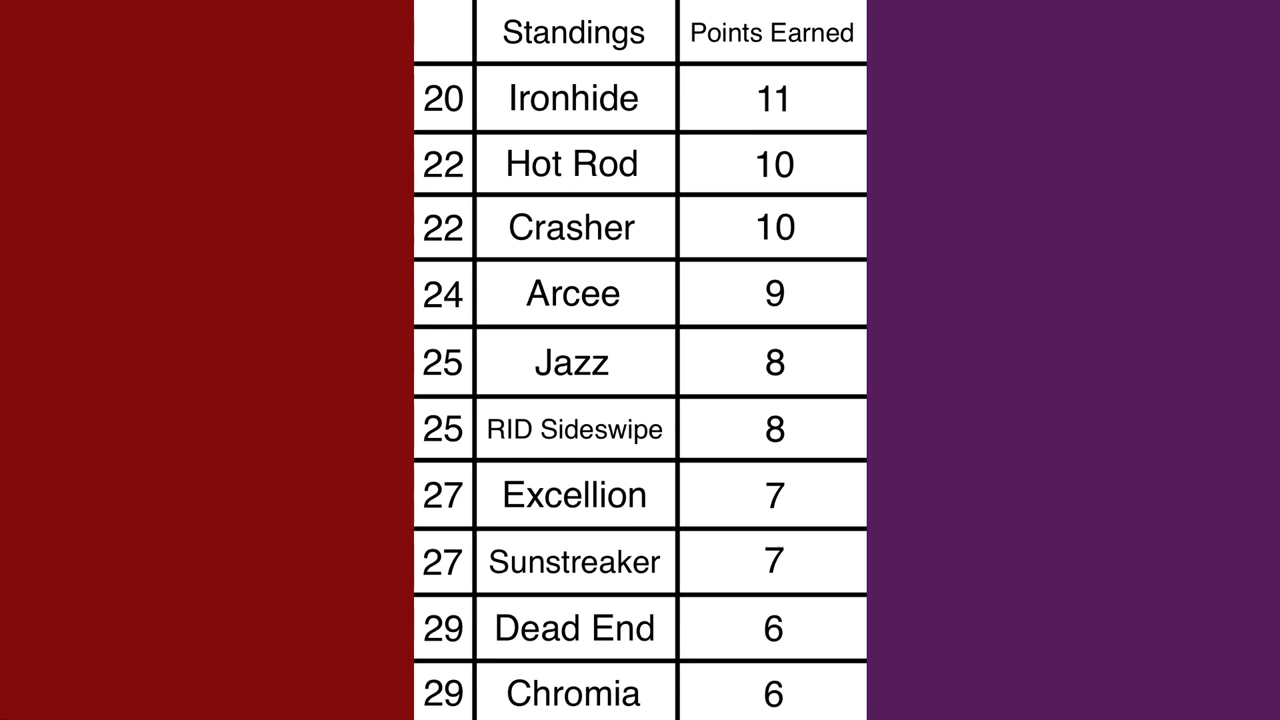 Standings Points Earned
20 Ironhide 11
22 Hot Rod 10
22 Crasher 10
24 Arcee 9
25 Jazz 8
25 RID Sideswipe 8
27 Excellion 7
27 Sunstreaker 7
29 Dead End 6
29 Chromia 6